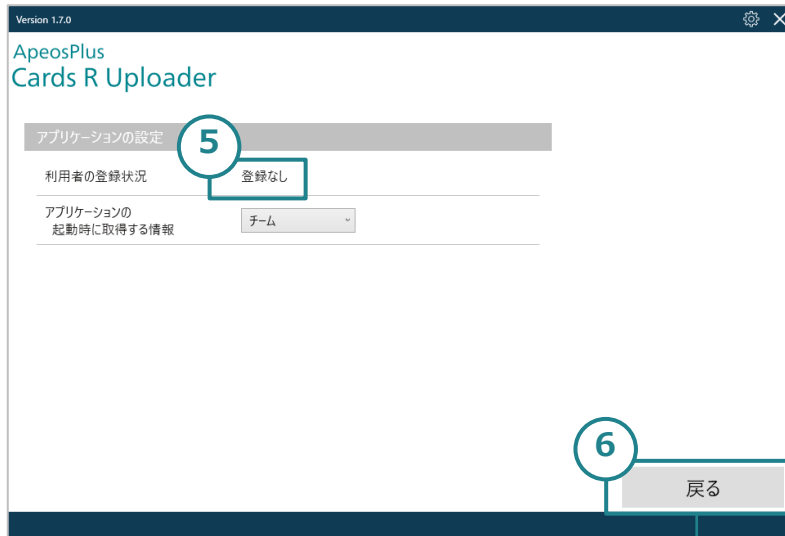 Version 1.7.0
ApeosPlus
Cards R Uploader
アプリケーションの設定
5
利用者の登録状況 登録なし
アプリケーションの
起動時に取得する情報 チーム
6
戻る